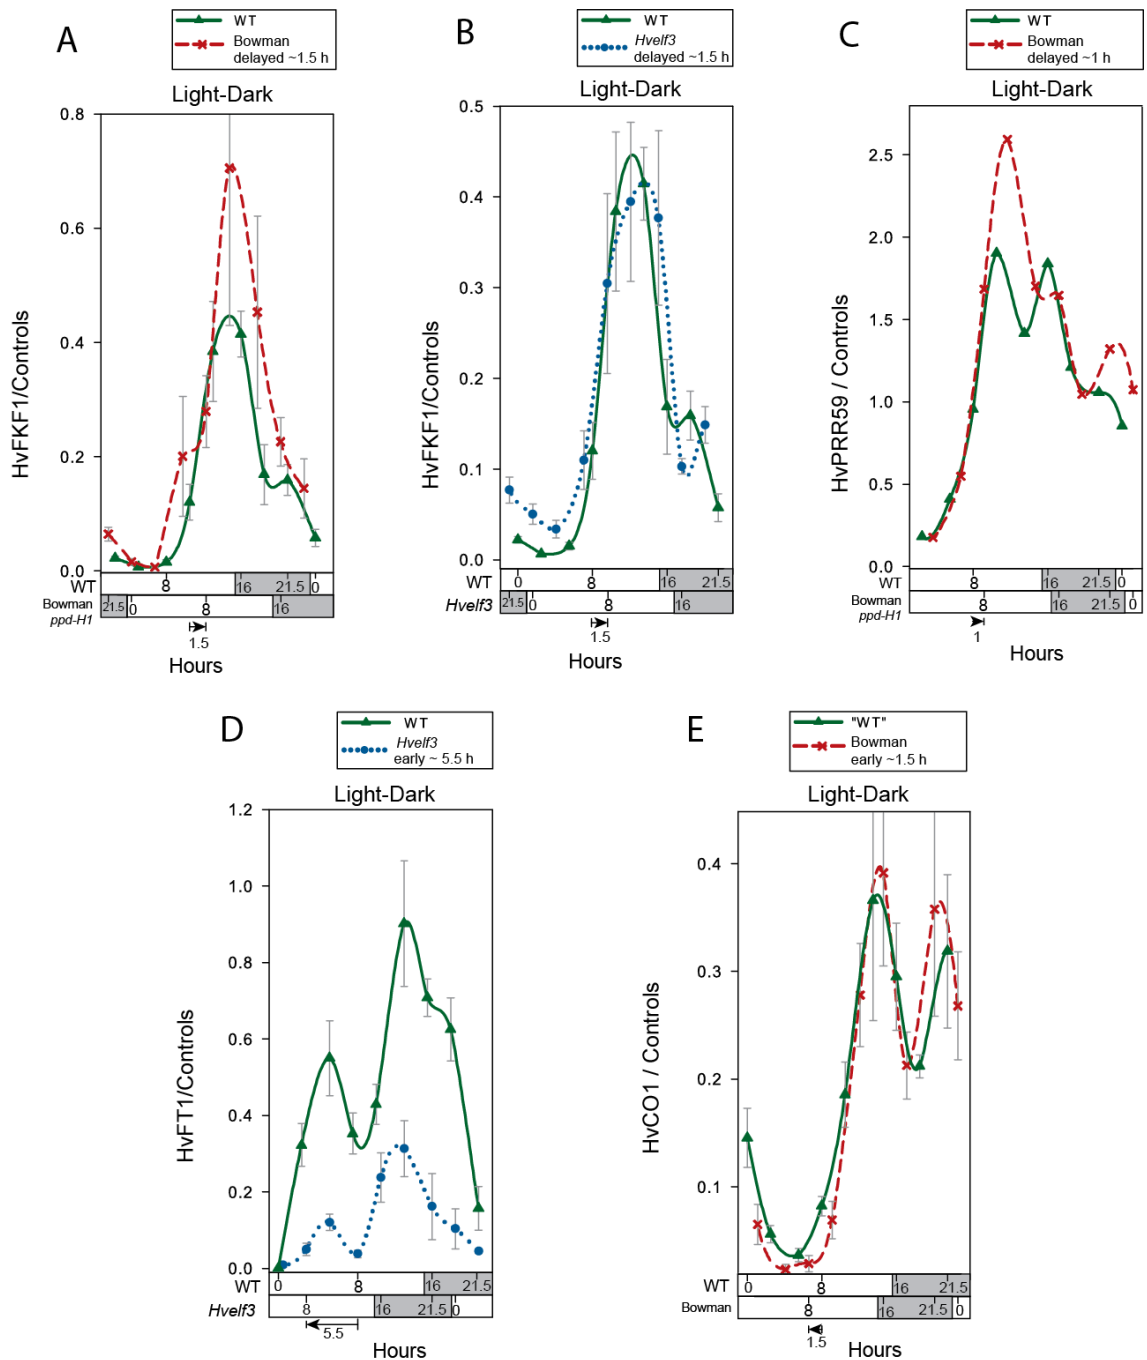 A
WT
Bowman
delayed ~1.5 h
Light-Dark
0.8
0.6
0.4
0.2
0.0
HvFKF1/Controls
WT
8
16
21.5
0
Bowman
ppd-H1
21.5
0
8
16
1.5
Hours
B
WT
Hvelf3
delayed ~1.5 h
Light-Dark
0.5
0.4
0.3
0.2
0.1
0.0
HvFKF1/Controls
WT
0
8
16
21.5
Hvelf3
21.5
0
8
16
1.5
Hours
C
WT
Bowman
delayed ~1 h
Light-Dark
2.5
2.0
1.5
1.0
0.5
0.0
HvPRR59 / Controls
WT
8
16
21.5
0
Bowman
ppd-H1
8
16
21.5
0
1
Hours
D
WT
Hvelf3
early ~ 5.5 h
Light-Dark
1.2
1.0
0.8
0.6
0.4
0.2
0.0
HvFT1/Controls
WT
0
8
16
21.5
Hvelf3
8
16
21.5
0
5.5
Hours
E
"WT"
Bowman
early ~1.5 h
Light-Dark
0.4
0.3
0.2
0.1
HvCO1 / Controls
WT
0
8
16
21.5
Bowman
8
16
21.5
0
1.5
Hours